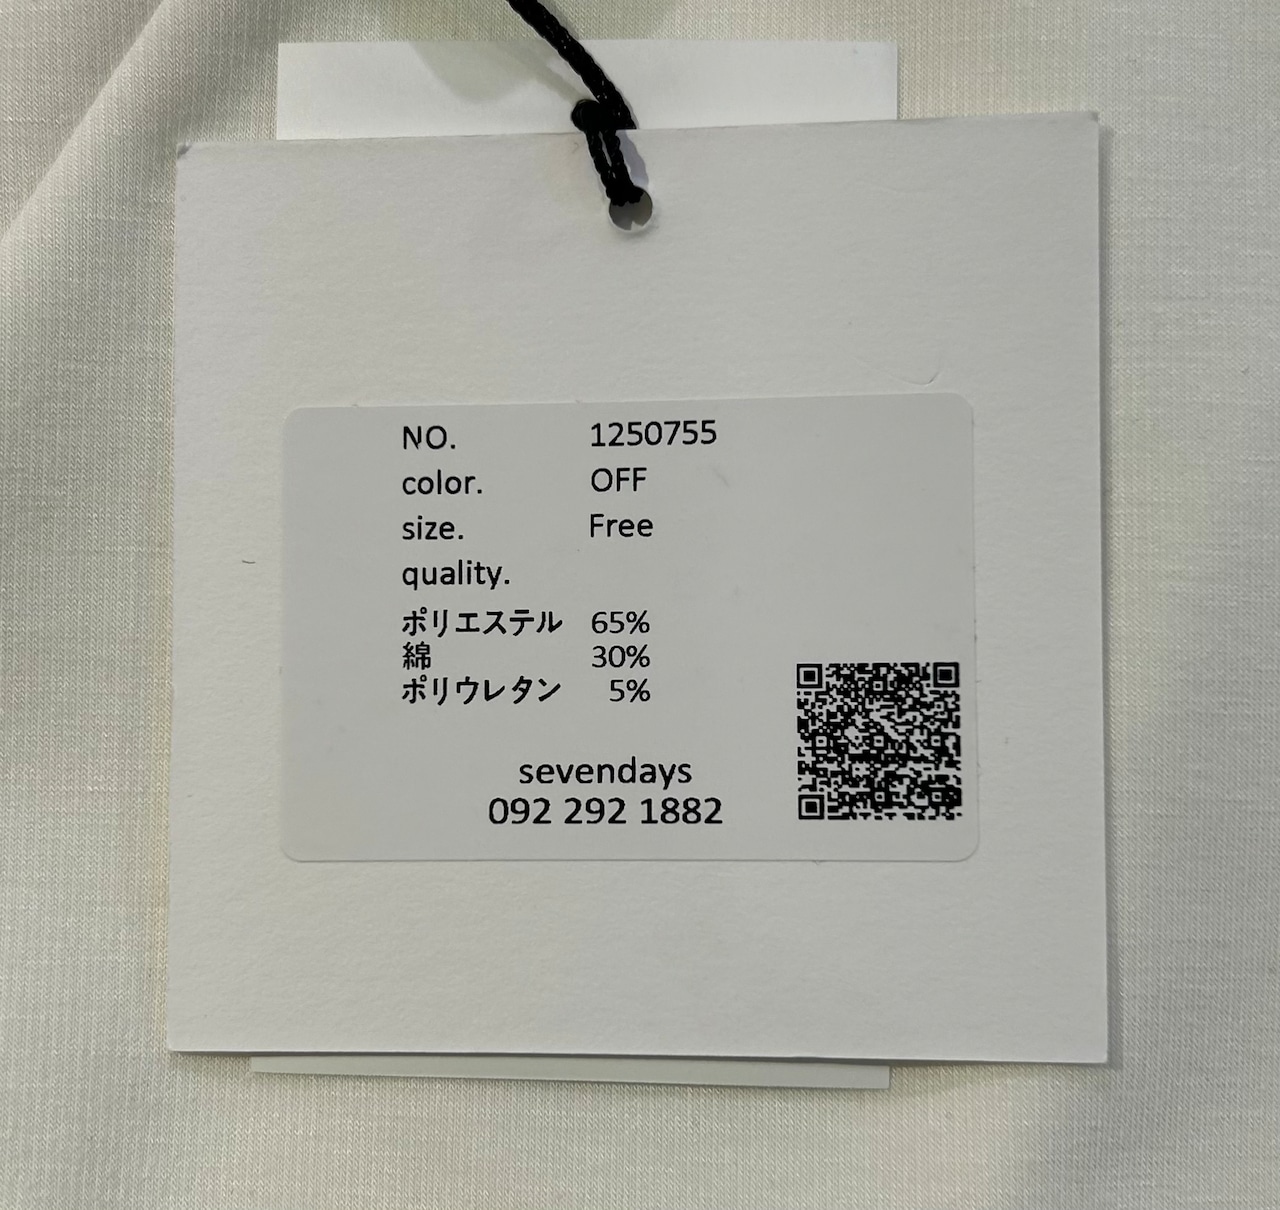 NO. 1250755
color. OFF
size. Free
quality.
ポリエステル 65%
綿 30%
ポリウレタン 5%
sevendays
092 292 1882